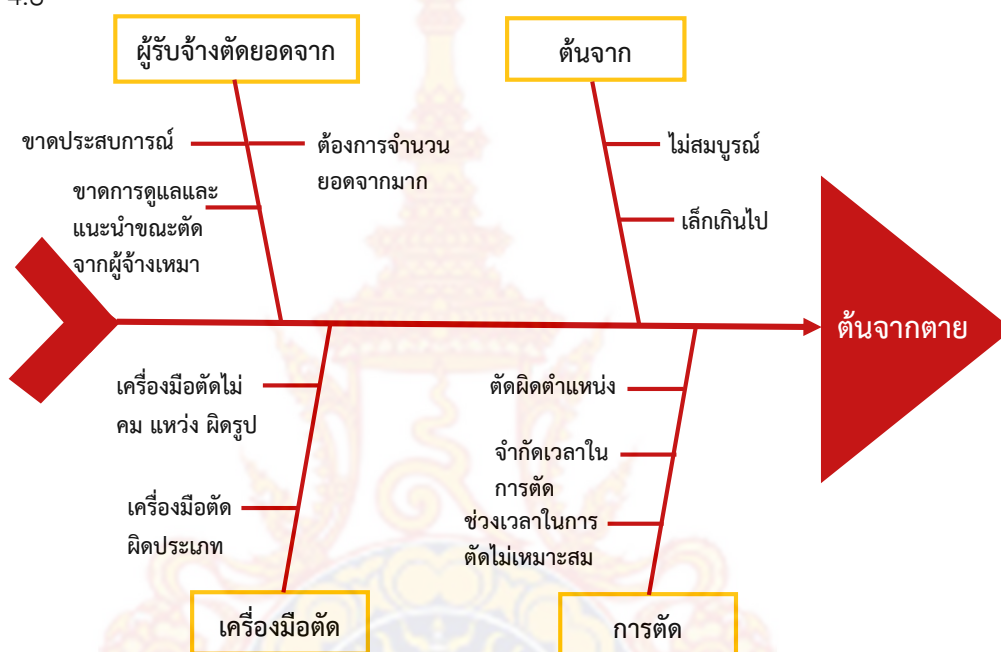 ผู้รับจ้างตัดยอดจาก
ต้นจาก
ขาดประสบการณ์
ต้องการจำนวน
ยอดจากมาก
ขาดการดูแลและ
แนะนำขณะตัด
จากผู้จ้างเหมา
ไม่สมบูรณ์
เล็กเกินไป
ต้นจากตาย
เครื่องมือตัดไม่
คม แหว่ง ผิดรูป
เครื่องมือตัด
ผิดประเภท
ตัดผิดตำแหน่ง
จำกัดเวลาใน
การตัด
ช่วงเวลาในการ
ตัดไม่เหมาะสม
เครื่องมือตัด
การตัด